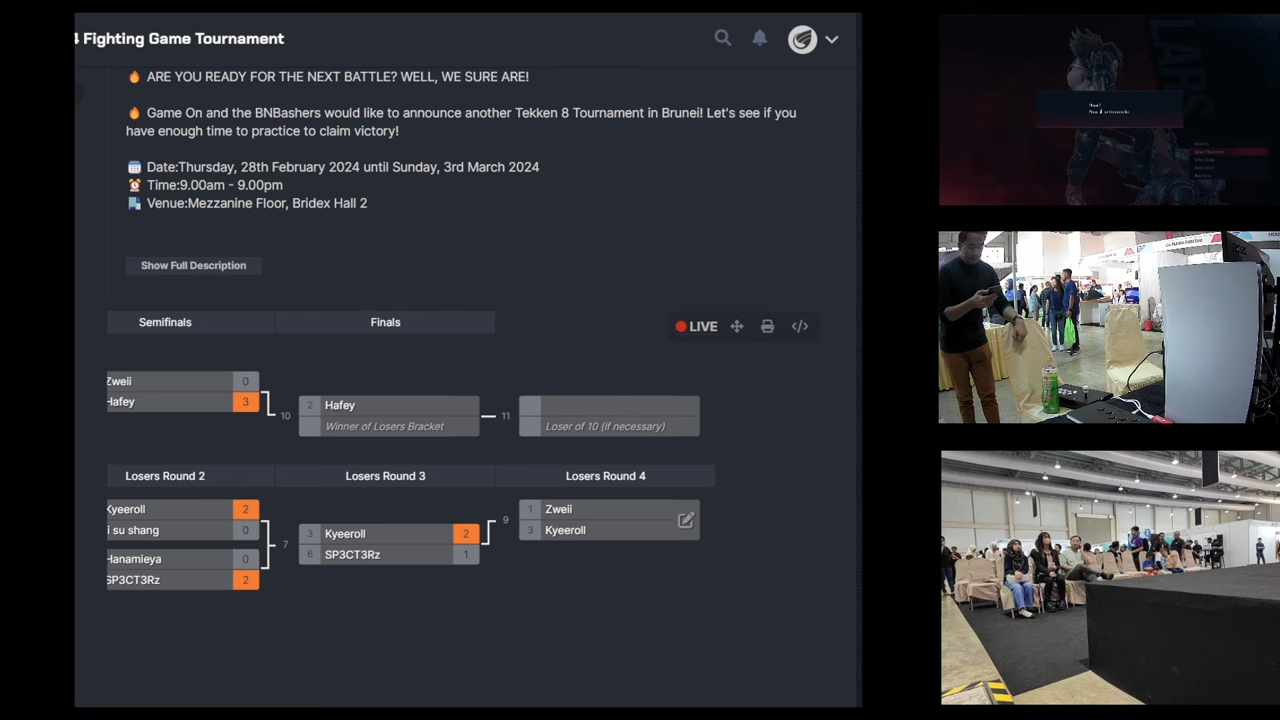 4 Fighting Game Tournament
🔥 ARE YOU READY FOR THE NEXT BATTLE? WELL, WE SURE ARE!
🔥 Game On and the BNBashers would like to announce another Tekken 8 Tournament in Brunei! Let's see if you
have enough time to practice to claim victory!
Date:Thursday, 28th February 2024 until Sunday, 3rd March 2024
Time:9.00am - 9.00pm
Venue:Mezzanine Floor, Bridex Hall 2
Show Full Description
Semifinals Finals
LIVE
Zweii 0
Hafey 3
10
2 Hafey
Winner of Losers Bracket
11
Loser of 10 (if necessary)
Losers Round 2 Losers Round 3 Losers Round 4
Kyeeroll 2
i su shang 0
Hanamieya 0
SP3CT3Rz 2
7
3 Kyeeroll 2
6 SP3CT3Rz 1
9
1 Zweii
3 Kyeeroll
LARS